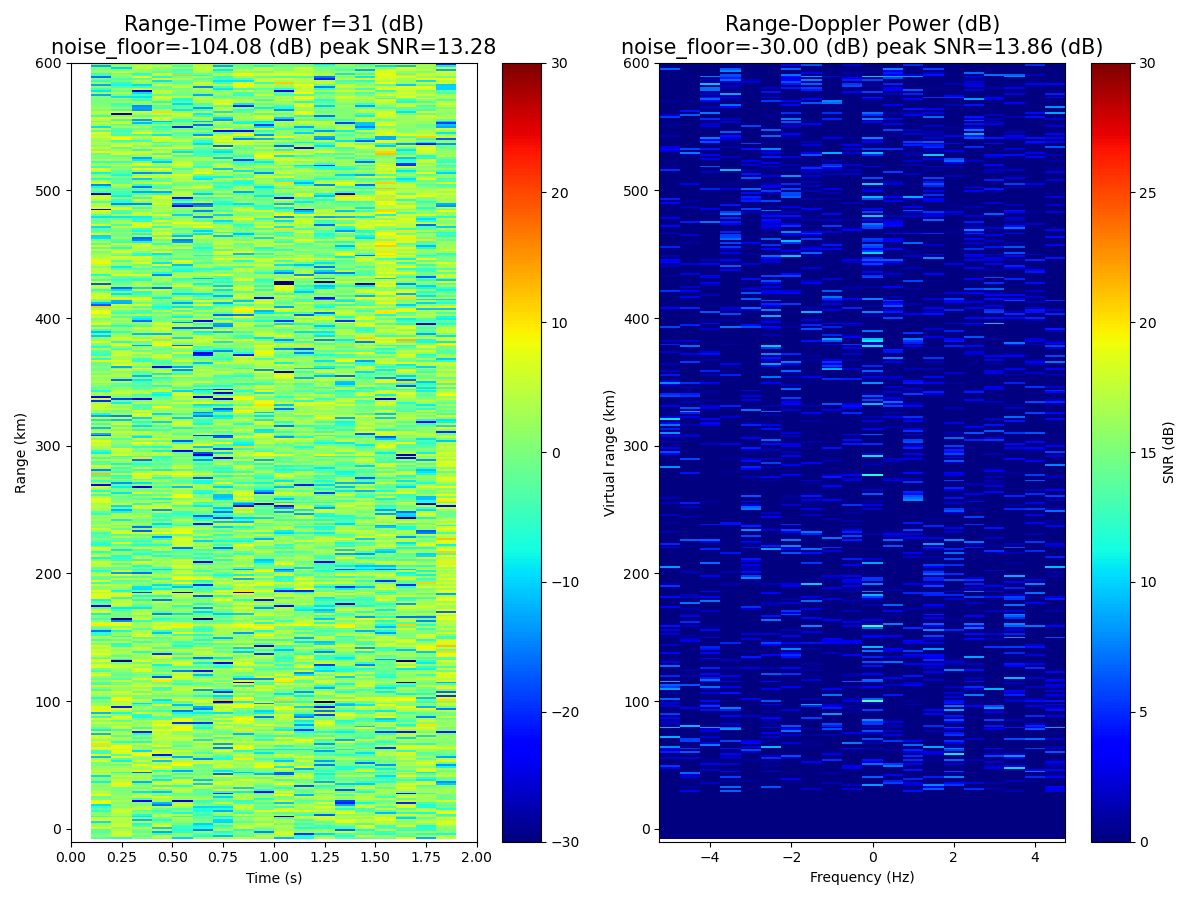 Range-Time Power f=31 (dB)
noise_floor=-104.08 (dB) peak SNR=13.28
Range-Doppler Power (dB)
noise_floor=-30.00 (dB) peak SNR=13.86 (dB)
600
500
400
300
200
100
0
Range (km)
0.00 0.25 0.50 0.75 1.00 1.25 1.50 1.75 2.00
Time (s)
30
20
10
0
−10
−20
−30
600
500
400
300
200
100
0
Virtual range (km)
−4 −2 0 2 4
Frequency (Hz)
30
25
20
15
10
5
0
SNR (dB)